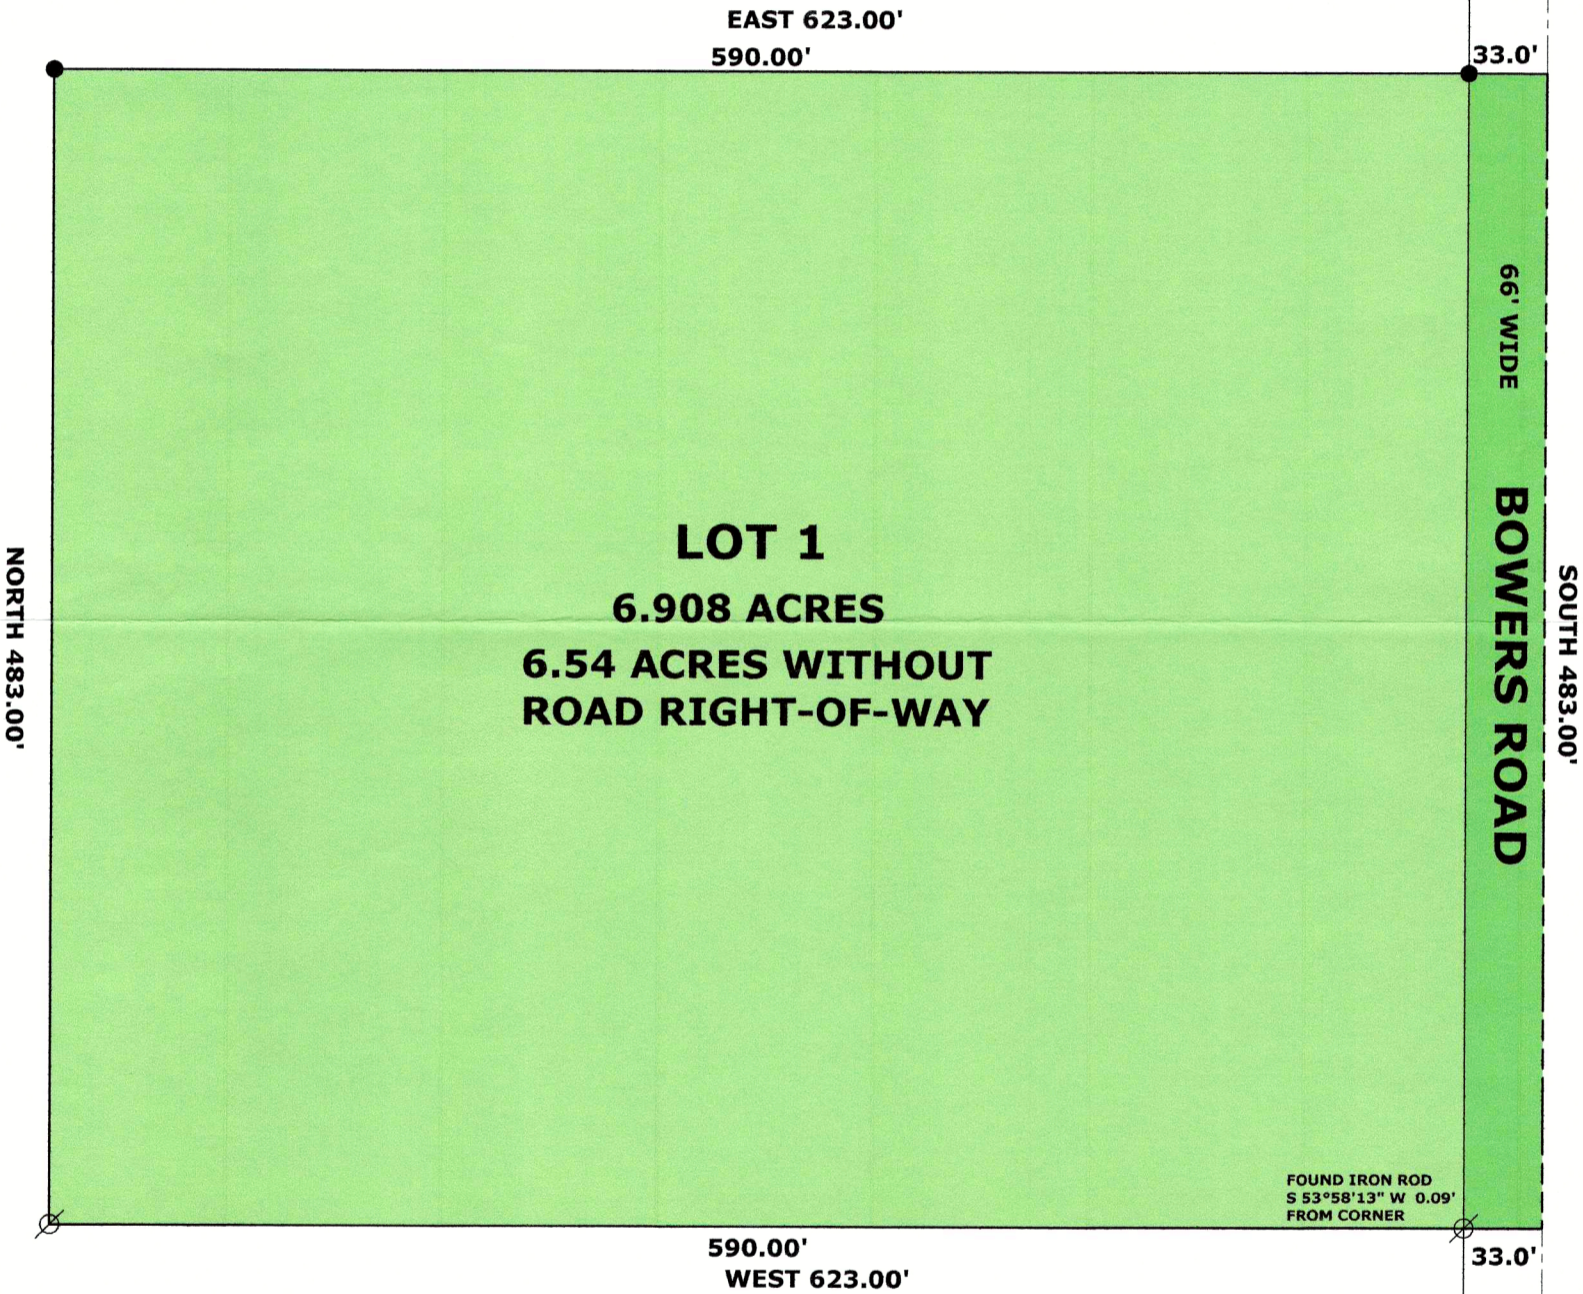 EAST 623.00'
590.00'
33.0'
66' WIDE
BOWERS ROAD
SOUTH 483.00'
NORTH 483.00'
LOT 1
6.908 ACRES
6.54 ACRES WITHOUT
ROAD RIGHT-OF-WAY
FOUND IRON ROD
S 53°58'13" W 0.09'
FROM CORNER
590.00'
33.0'
WEST 623.00'